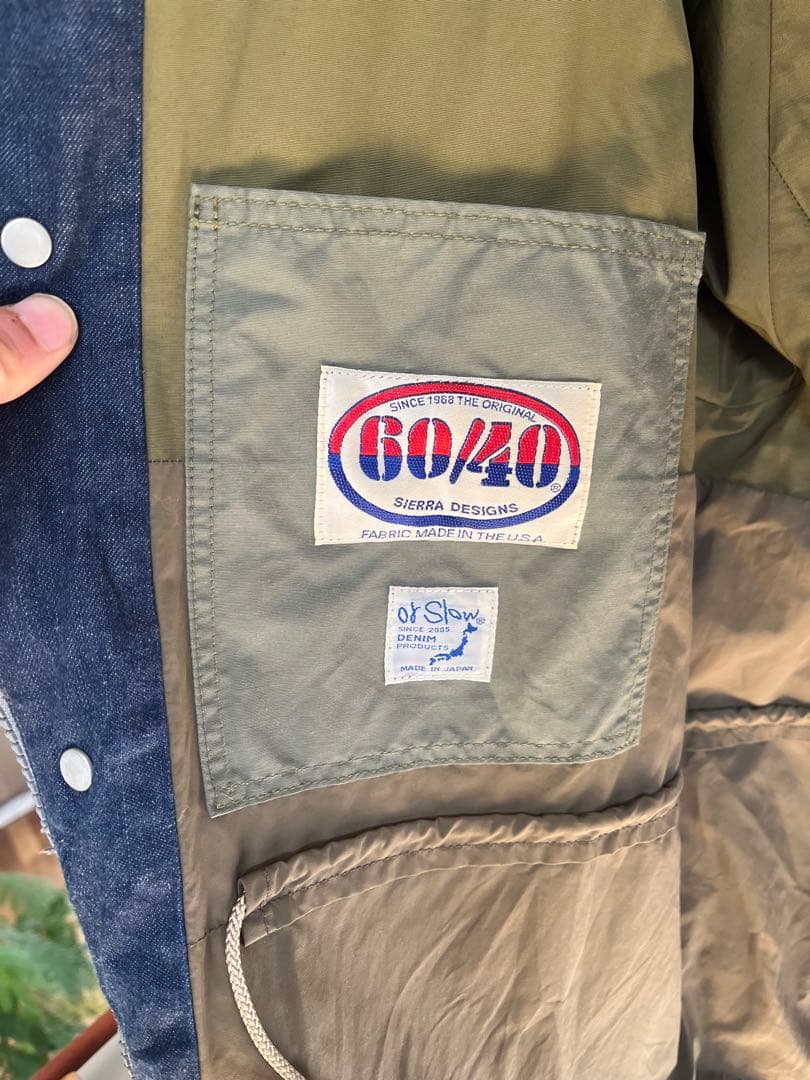 SINCE 1968 THE ORIGINAL
60/40®
SIERRA DESIGNS
FABRIC MADE IN THE U.S.A.
or Slow®
SINCE 2005
DENIM
PRODUCTS
MADE IN JAPAN